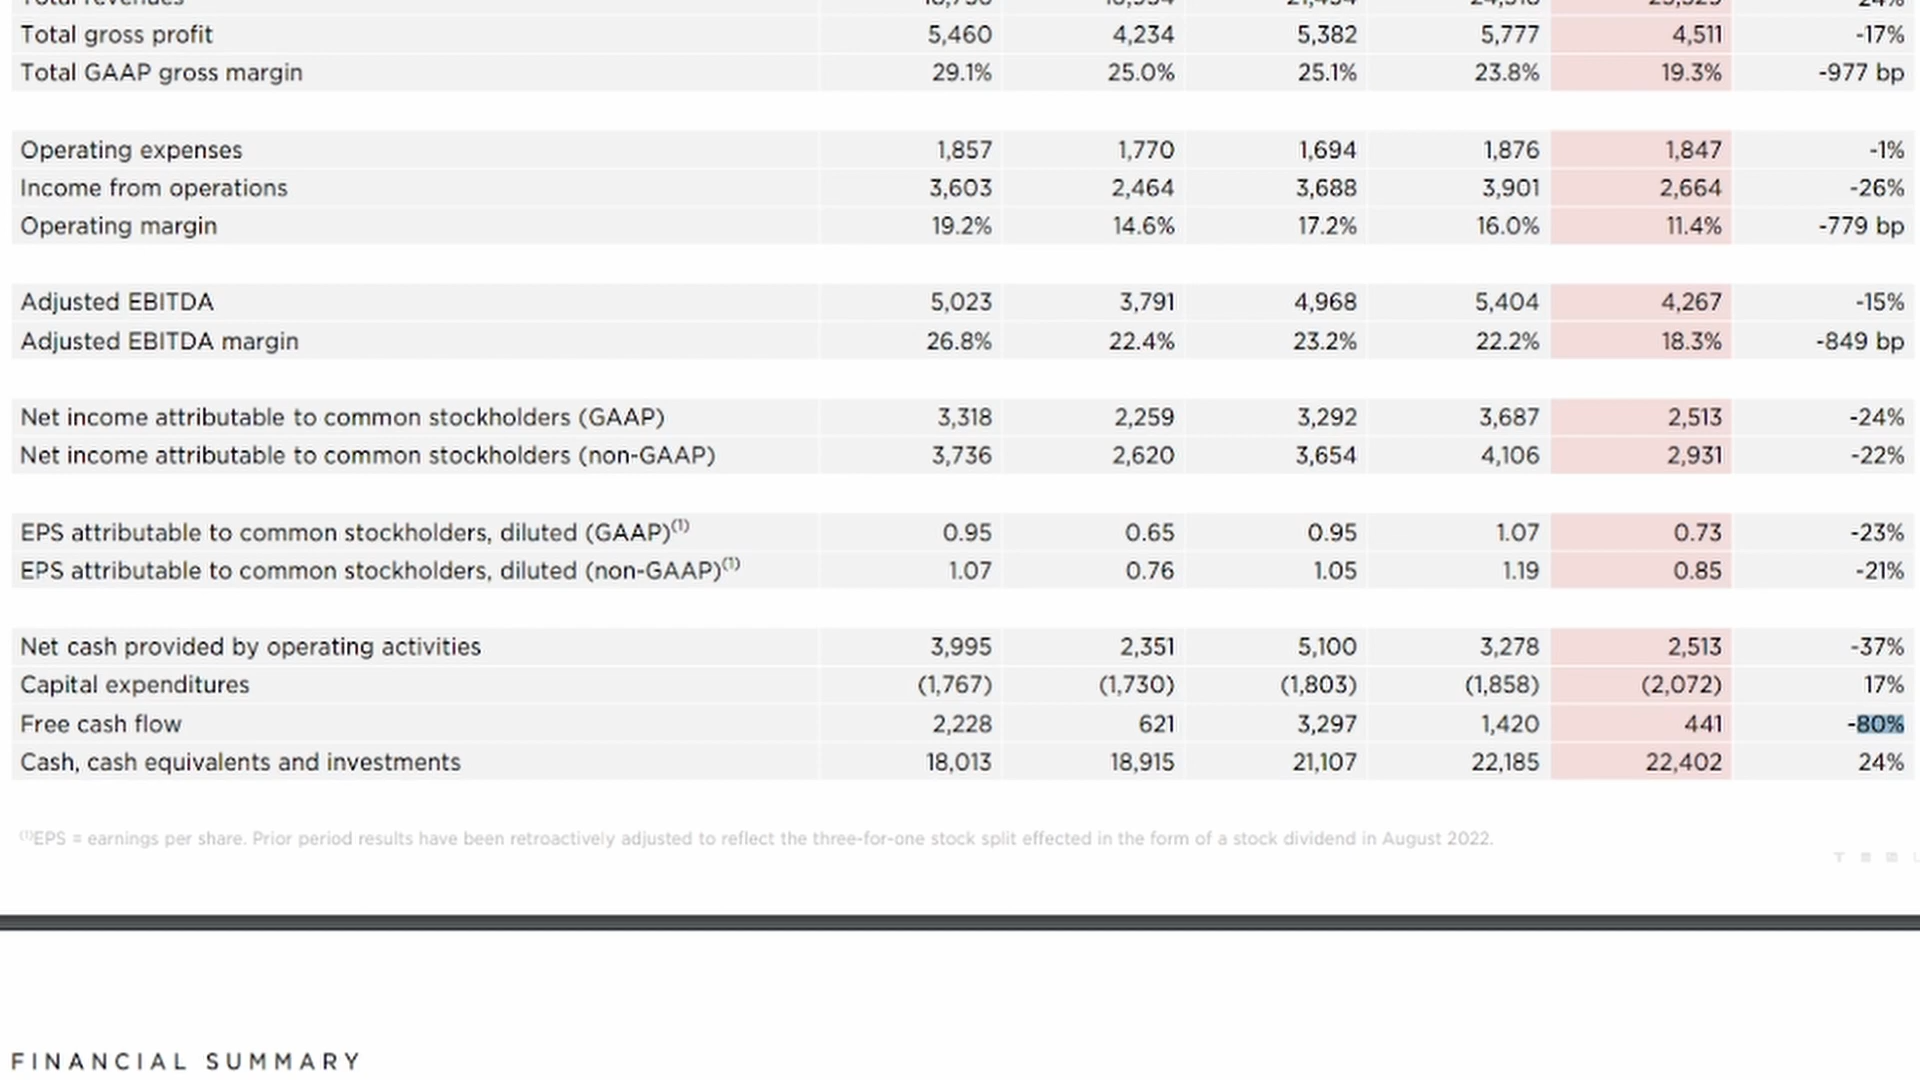 Total revenues 24%
Total gross profit 5,460 4,234 5,382 5,777 4,511 -17%
Total GAAP gross margin 29.1% 25.0% 25.1% 23.8% 19.3% -977 bp
Operating expenses 1,857 1,770 1,694 1,876 1,847 -1%
Income from operations 3,603 2,464 3,688 3,901 2,664 -26%
Operating margin 19.2% 14.6% 17.2% 16.0% 11.4% -779 bp
Adjusted EBITDA 5,023 3,791 4,968 5,404 4,267 -15%
Adjusted EBITDA margin 26.8% 22.4% 23.2% 22.2% 18.3% -849 bp
Net income attributable to common stockholders (GAAP) 3,318 2,259 3,292 3,687 2,513 -24%
Net income attributable to common stockholders (non-GAAP) 3,736 2,620 3,654 4,106 2,931 -22%
EPS attributable to common stockholders, diluted (GAAP)(1) 0.95 0.65 0.95 1.07 0.73 -23%
EPS attributable to common stockholders, diluted (non-GAAP)(1) 1.07 0.76 1.05 1.19 0.85 -21%
Net cash provided by operating activities 3,995 2,351 5,100 3,278 2,513 -37%
Capital expenditures (1,767) (1,730) (1,803) (1,858) (2,072) 17%
Free cash flow 2,228 621 3,297 1,420 441 -80%
Cash, cash equivalents and investments 18,013 18,915 21,107 22,185 22,402 24%
(1)EPS = earnings per share. Prior period results have been retroactively adjusted to reflect the three-for-one stock split effected in the form of a stock dividend in August 2022.
FINANCIAL SUMMARY